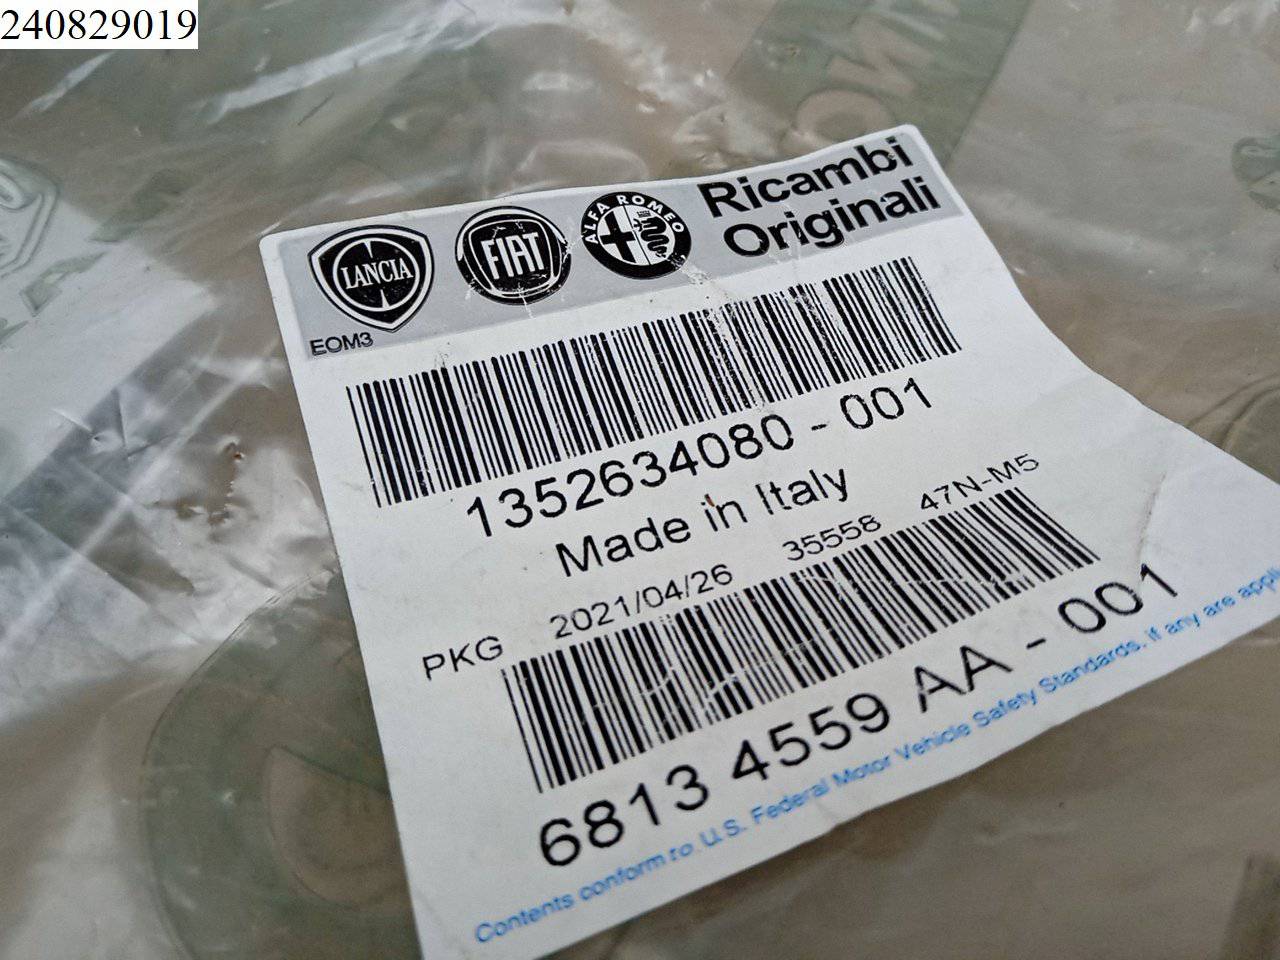 240829019
LANCIA
FIAT
ALFA ROMEO
Ricambi
Originali
EOM3
1352634080 - 001
Made in Italy
PKG 2021/04/26 35558 47N-M5
6813 4559 AA - 001
Contents conform to U.S. Federal Motor Vehicle Safety Standards, if any are appli